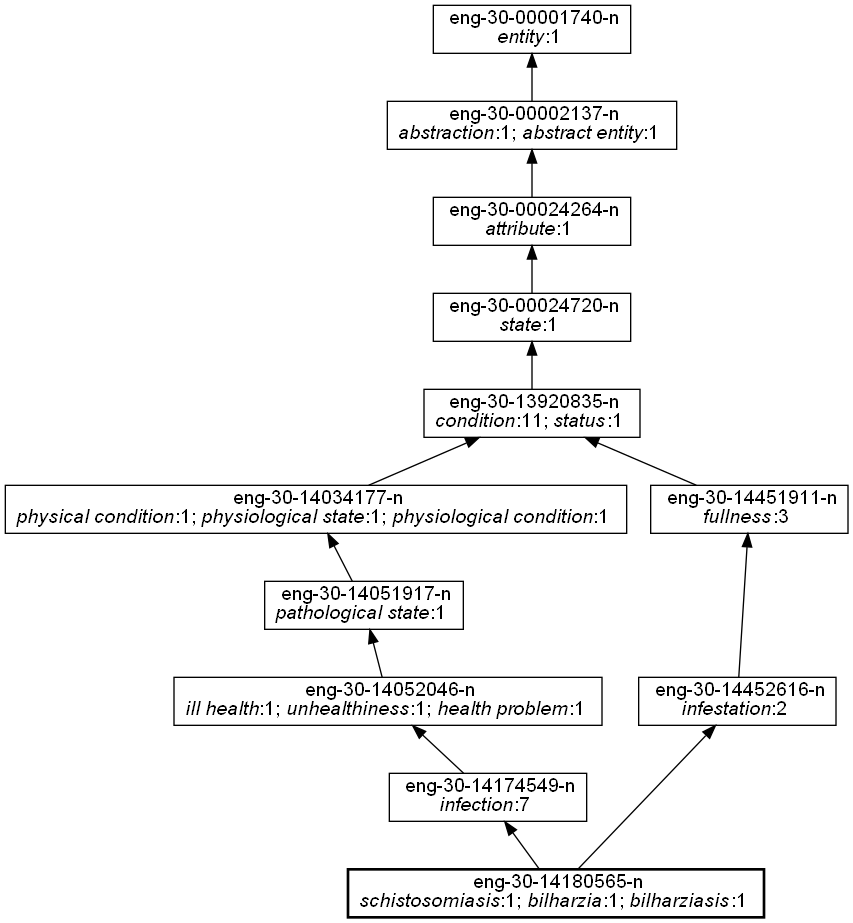 eng-30-00001740-n
entity:1
eng-30-00002137-n
abstraction:1; abstract entity:1
eng-30-00024264-n
attribute:1
eng-30-00024720-n
state:1
eng-30-13920835-n
condition:11; status:1
eng-30-14034177-n
physical condition:1; physiological state:1; physiological condition:1
eng-30-14451911-n
fullness:3
eng-30-14051917-n
pathological state:1
eng-30-14052046-n
ill health:1; unhealthiness:1; health problem:1
eng-30-14452616-n
infestation:2
eng-30-14174549-n
infection:7
eng-30-14180565-n
schistosomiasis:1; bilharzia:1; bilharziasis:1